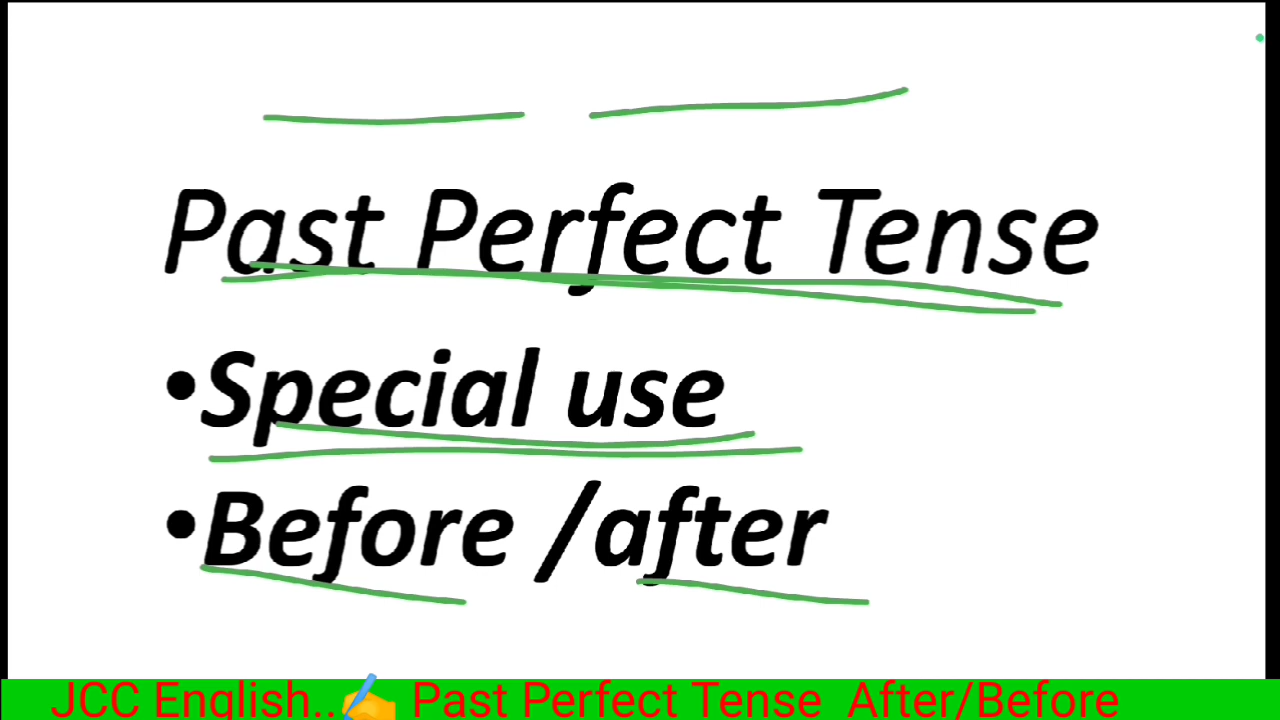 Past Perfect Tense
•Special use
•Before /after
JCC English..✍️ Past Perfect Tense After/Before